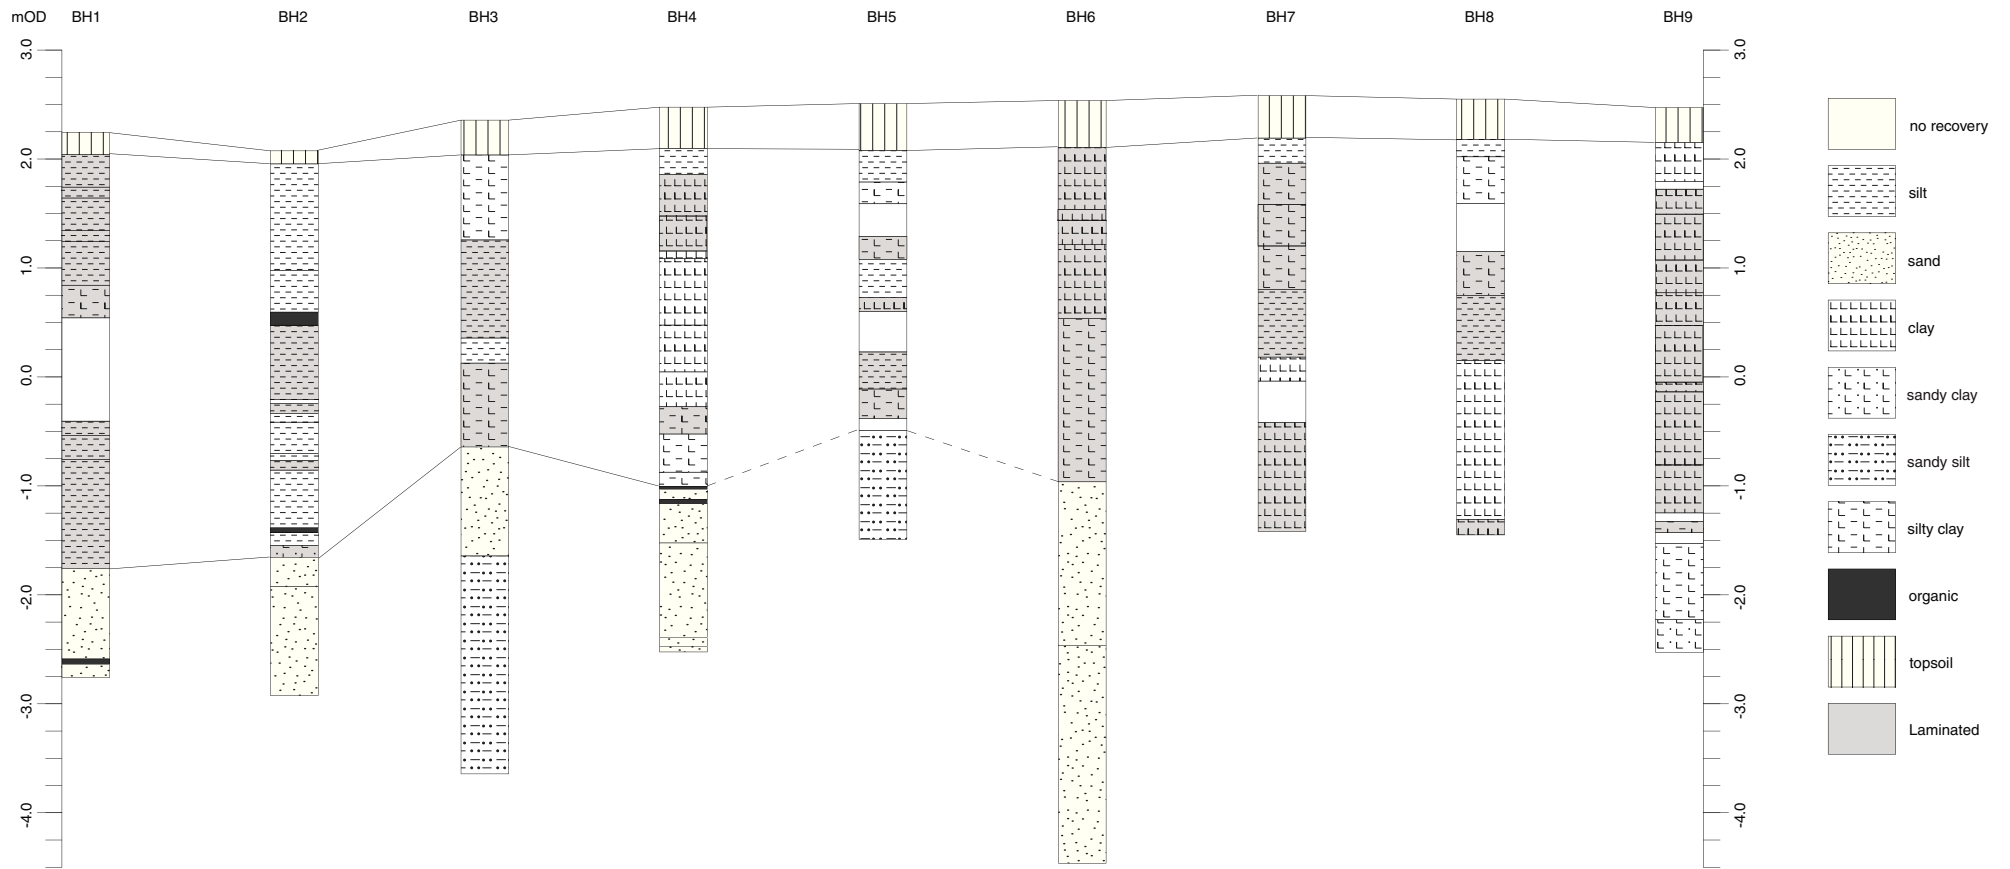 mOD BH1 BH2 BH3 BH4 BH5 BH6 BH7 BH8 BH9
3.0 3.0
2.0 2.0
1.0 1.0
0.0 0.0
-1.0 -1.0
-2.0 -2.0
-3.0 -3.0
-4.0 -4.0
no recovery
silt
sand
clay
sandy clay
sandy silt
silty clay
organic
topsoil
Laminated